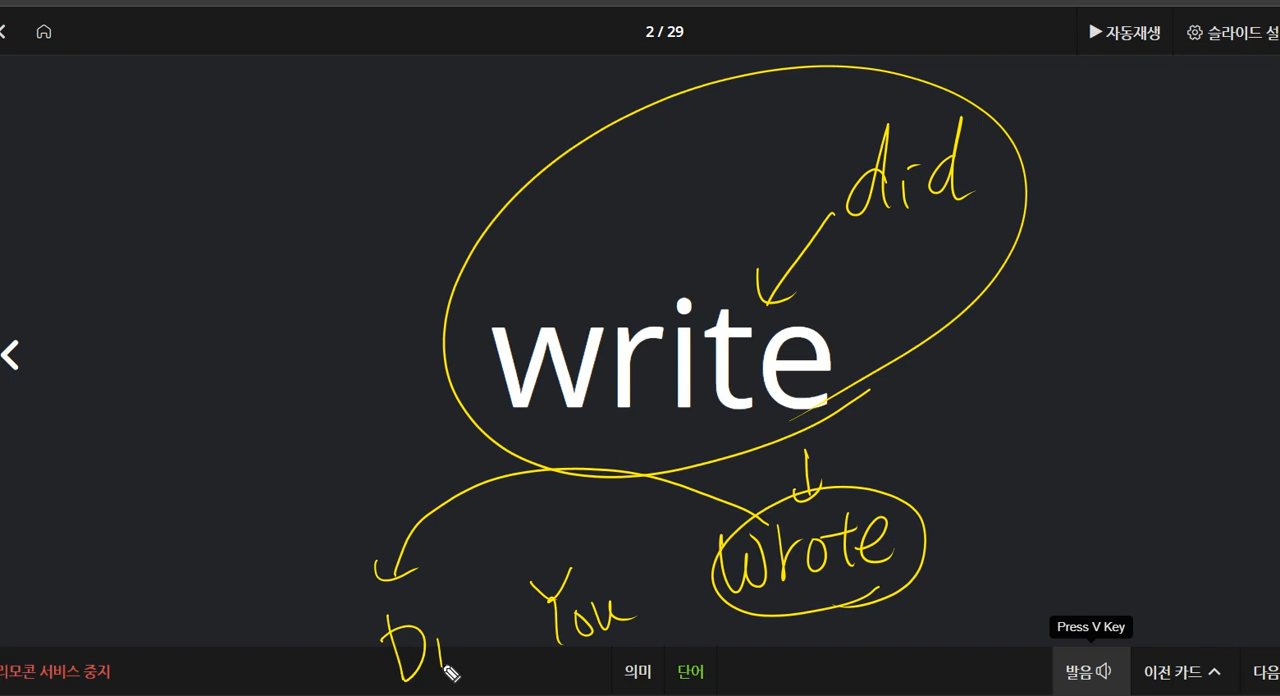 2 / 29
▶ 자동재생
슬라이드 설
did
write
wrote
You
Di
Press V Key
리모콘 서비스 중지
의미
단어
발음
이전 카드
다음